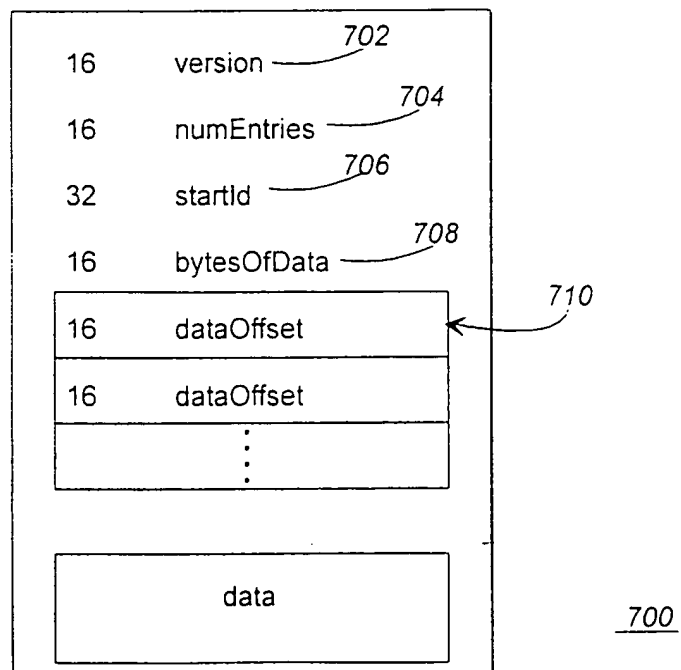 702
16 version
704
16 numEntries
706
32 startId
708
16 bytesOfData
710
16 dataOffset
16 dataOffset
data
700